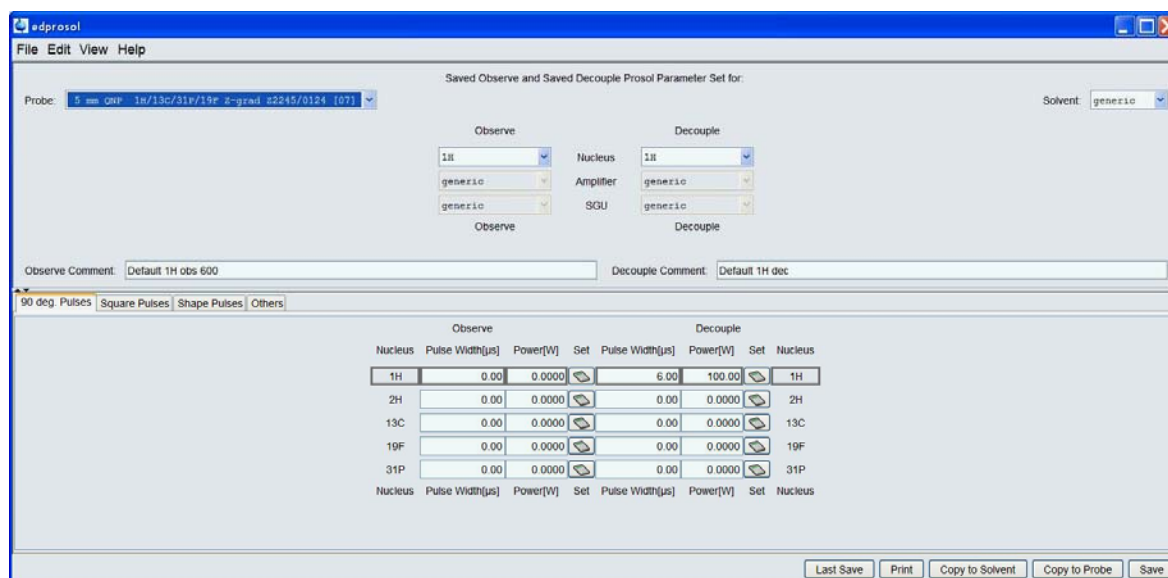 edprosol
File Edit View Help
Saved Observe and Saved Decouple Prosol Parameter Set for:
Probe: 5 mm QNP 1H/13C/31P/19F Z-grad Z2245/0124 [07] Solvent: generic
Observe Decouple
1H Nucleus 1H
generic Amplifier generic
generic SGU generic
Observe Decouple
Observe Comment: Default 1H obs 600 Decouple Comment: Default 1H dec
90 deg. Pulses Square Pulses Shape Pulses Others
Observe Decouple
Nucleus Pulse Width[µs] Power[W] Set Pulse Width[µs] Power[W] Set Nucleus
1H 0.00 0.0000 6.00 100.00 1H
2H 0.00 0.0000 0.00 0.0000 2H
13C 0.00 0.0000 0.00 0.0000 13C
19F 0.00 0.0000 0.00 0.0000 19F
31P 0.00 0.0000 0.00 0.0000 31P
Nucleus Pulse Width[µs] Power[W] Set Pulse Width[µs] Power[W] Set Nucleus
Last Save Print Copy to Solvent Copy to Probe Save